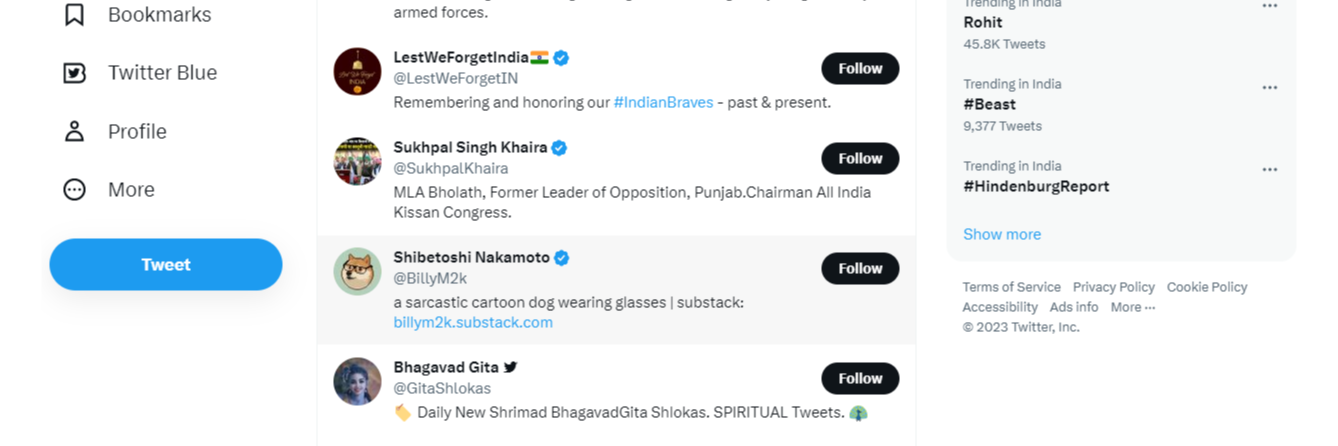 Bookmarks
Twitter Blue
Profile
More
Tweet
armed forces.
LestWeForgetIndia🇮🇳
@LestWeForgetIN
Follow
Remembering and honoring our #IndianBraves - past & present.
Sukhpal Singh Khaira
@SukhpalKhaira
Follow
MLA Bholath, Former Leader of Opposition, Punjab.Chairman All India
Kissan Congress.
Shibetoshi Nakamoto
@BillyM2k
Follow
a sarcastic cartoon dog wearing glasses | substack:
billym2k.substack.com
Bhagavad Gita
@GitaShlokas
Follow
Daily New Shrimad BhagavadGita Shlokas. SPIRITUAL Tweets.
Trending in India
Rohit
45.8K Tweets
Trending in India
#Beast
9,377 Tweets
Trending in India
#HindenburgReport
Show more
Terms of Service Privacy Policy Cookie Policy
Accessibility Ads info More ···
© 2023 Twitter, Inc.